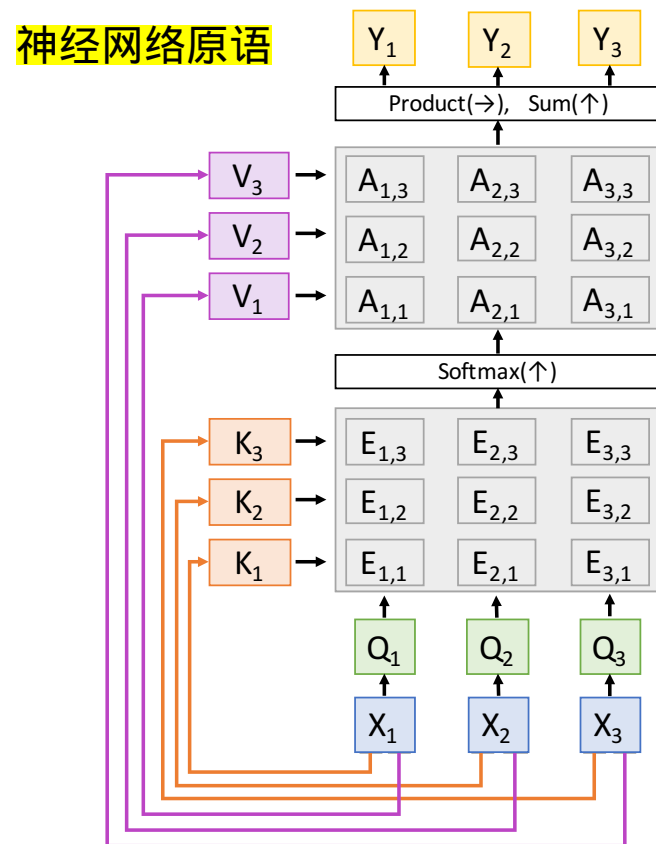 神经网络原语
Y₁ Y₂ Y₃
Product(→), Sum(↑)
V₃ A₁,₃ A₂,₃ A₃,₃
V₂ A₁,₂ A₂,₂ A₃,₂
V₁ A₁,₁ A₂,₁ A₃,₁
Softmax(↑)
K₃ E₁,₃ E₂,₃ E₃,₃
K₂ E₁,₂ E₂,₂ E₃,₂
K₁ E₁,₁ E₂,₁ E₃,₁
Q₁ Q₂ Q₃
X₁ X₂ X₃